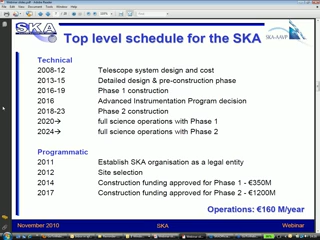 SKA
Top level schedule for the SKA
SKA-AAVP
Technical
2008-12 Telescope system design and cost
2013-15 Detailed design & pre-construction phase
2016-19 Phase 1 construction
2016 Advanced Instrumentation Program decision
2018-23 Phase 2 construction
2020→ full science operations with Phase 1
2024→ full science operations with Phase 2
Programmatic
2011 Establish SKA organisation as a legal entity
2012 Site selection
2014 Construction funding approved for Phase 1 - €350M
2017 Construction funding approved for Phase 2 - €1200M
Operations: €160 M/year
November 2010 SKA Webinar